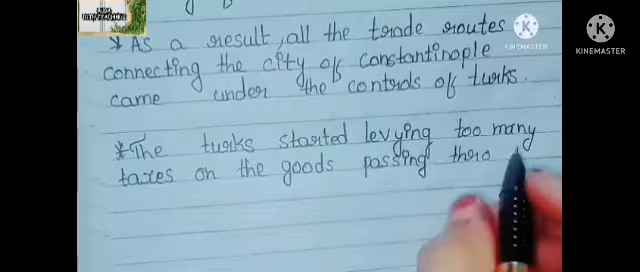 * As a result, all the trade routes
connecting the city of constantinople
came under the controls of turks.
*The turks started levying too many
taxes on the goods passing thro
KINEMASTER
KINEMASTER